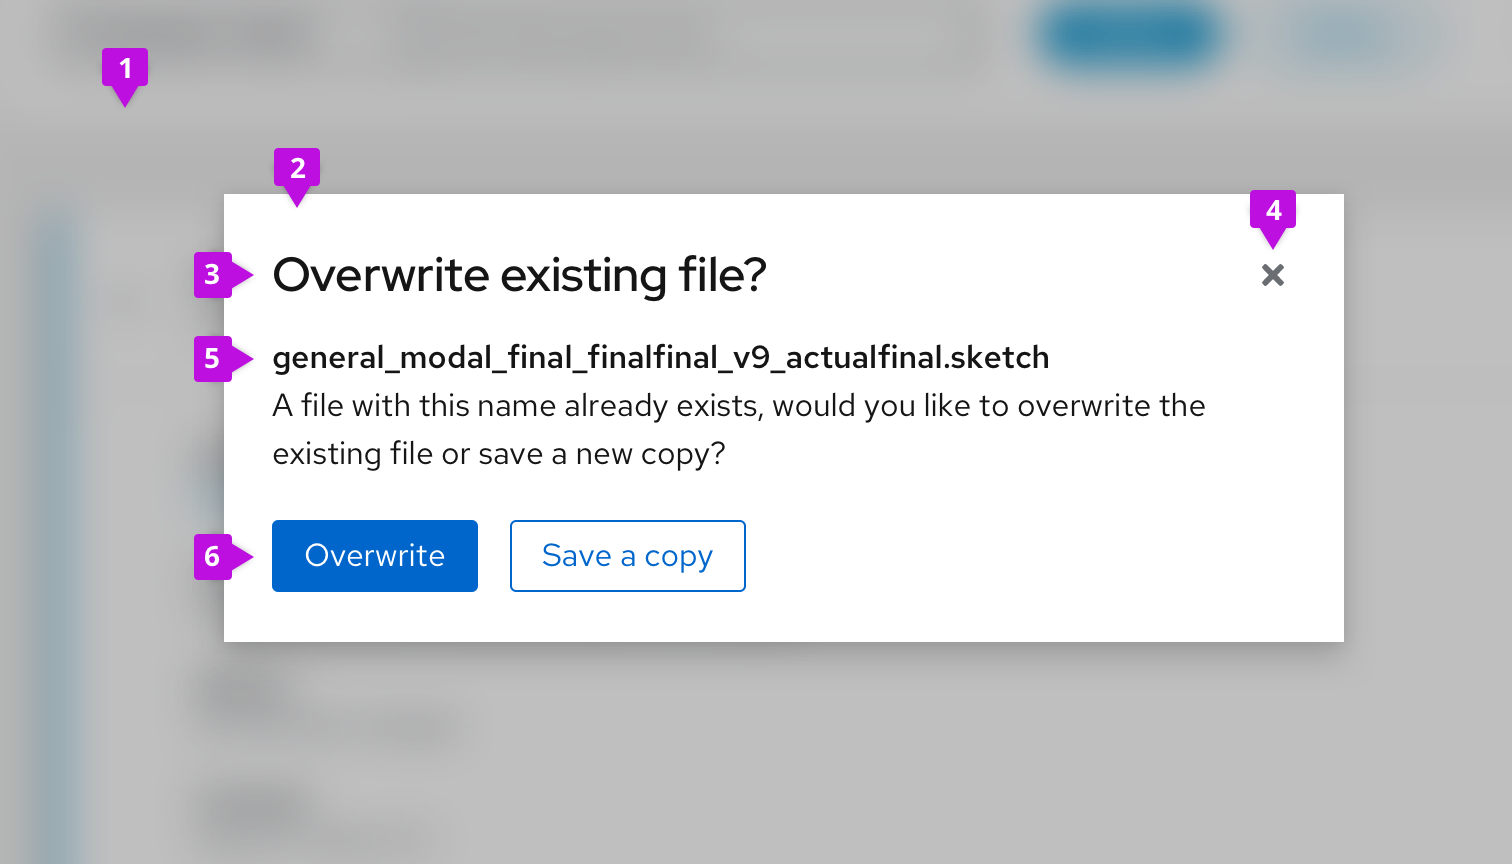 1
2
4
3 Overwrite existing file?
5 general_modal_final_finalfinal_v9_actualfinal.sketch
A file with this name already exists, would you like to overwrite the
existing file or save a new copy?
6 Overwrite Save a copy